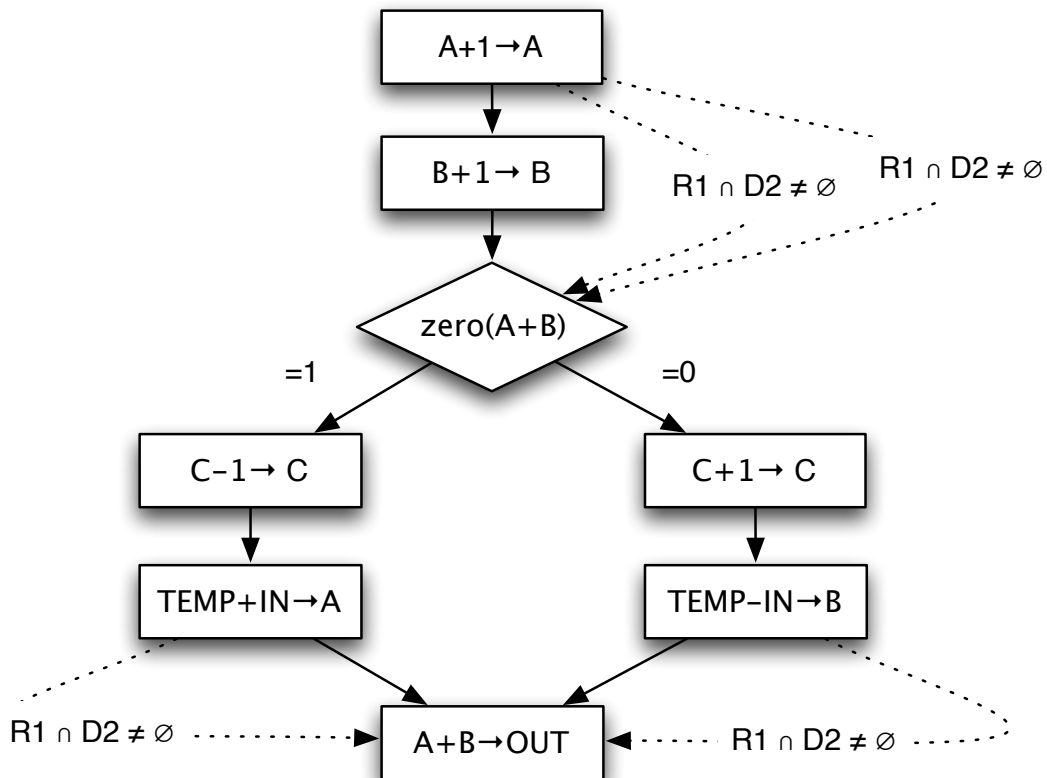 A+1→A
B+1→ B
R1 ∩ D2 ≠ ∅
R1 ∩ D2 ≠ ∅
zero(A+B)
=1
=0
C−1→ C
C+1→ C
TEMP+IN→A
TEMP−IN→B
R1 ∩ D2 ≠ ∅
A+B→OUT
R1 ∩ D2 ≠ ∅